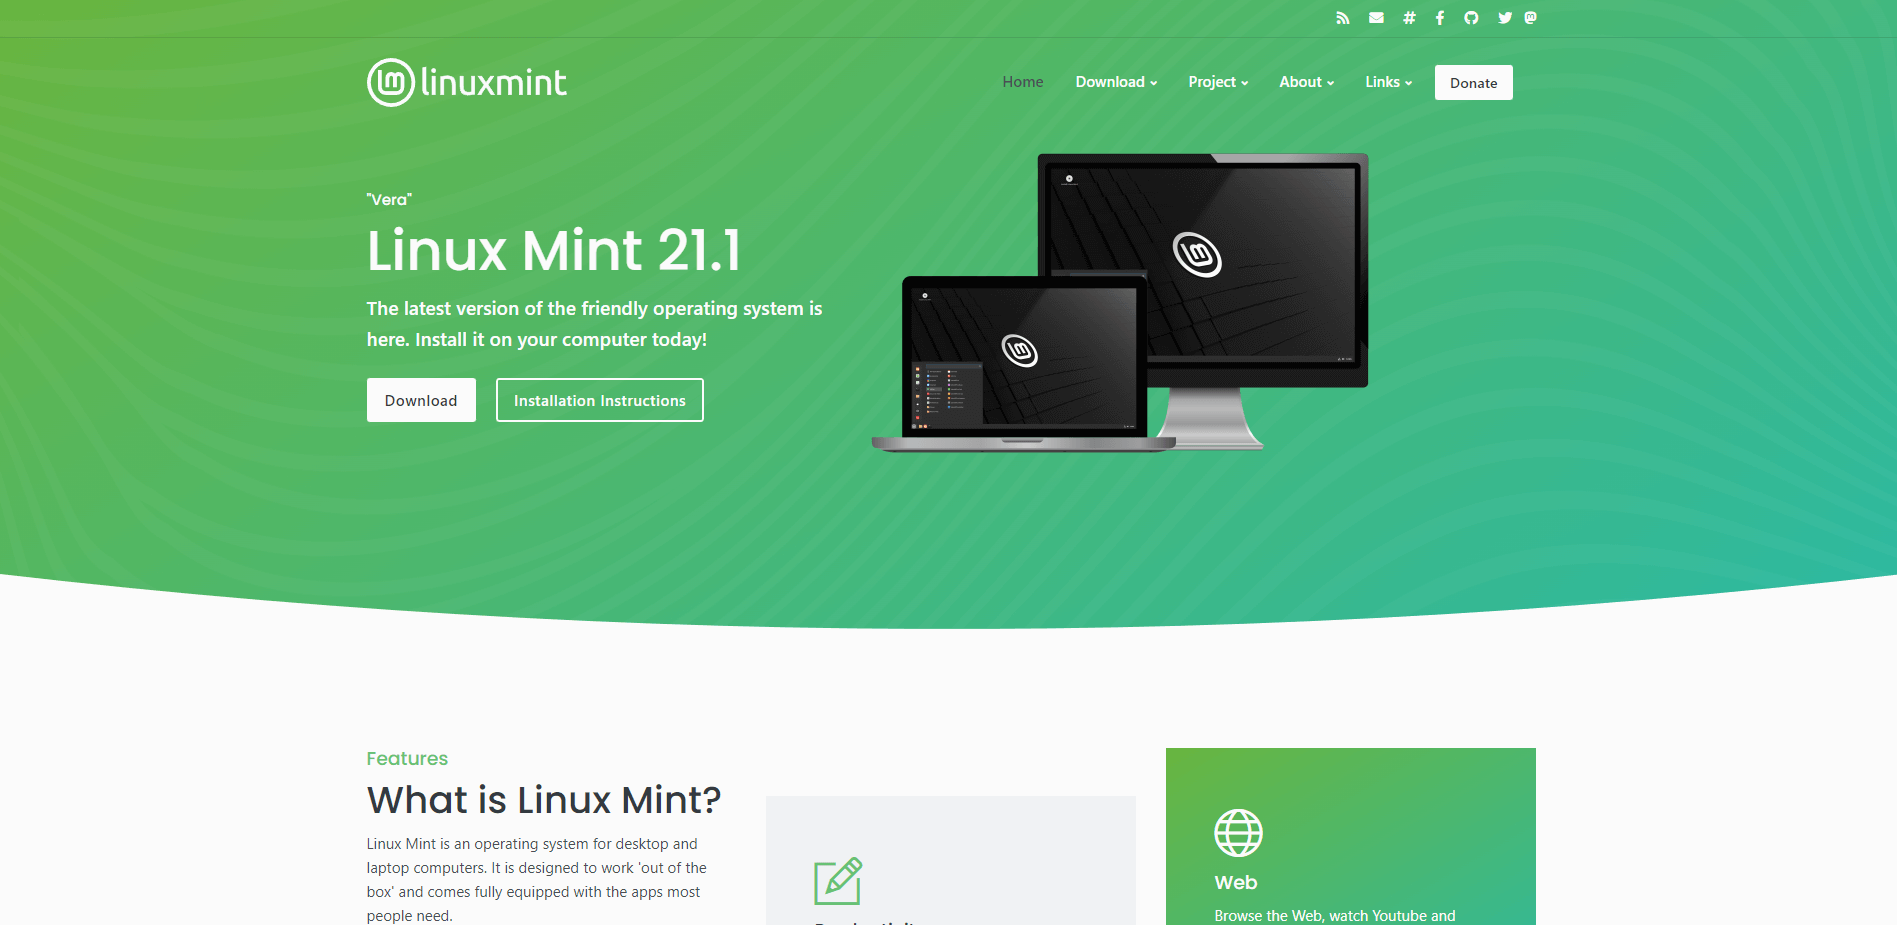 linuxmint
Home Download Project About Links Donate
"Vera"
Linux Mint 21.1
The latest version of the friendly operating system is
here. Install it on your computer today!
Download Installation Instructions
Features
What is Linux Mint?
Linux Mint is an operating system for desktop and
laptop computers. It is designed to work 'out of the
box' and comes fully equipped with the apps most
people need.
Web
Browse the Web, watch Youtube and